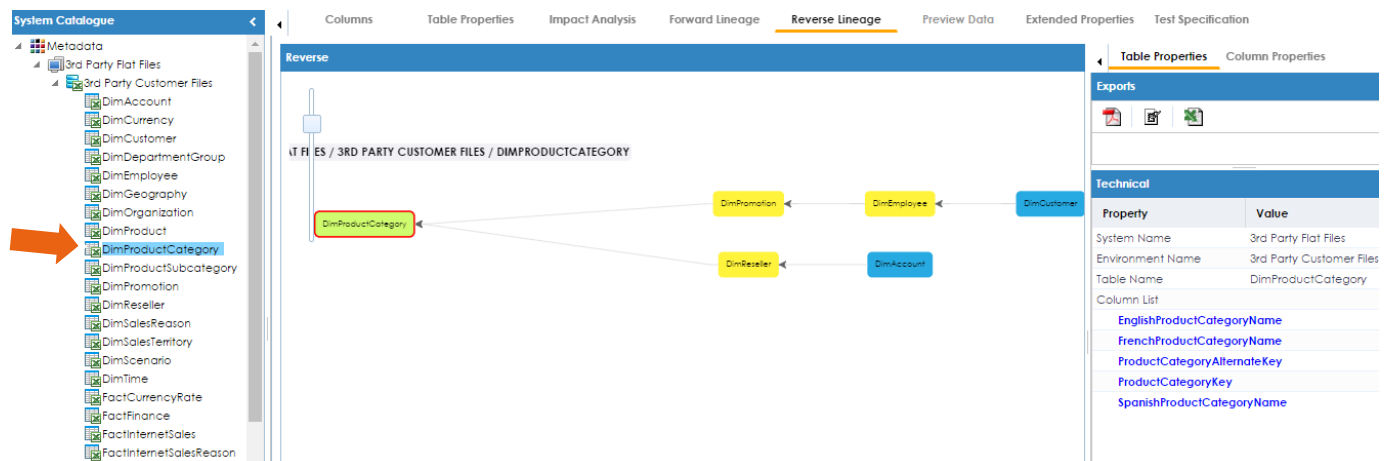 System Catalogue
Metadata
3rd Party Flat Files
3rd Party Customer Files
DimAccount
DimCurrency
DimCustomer
DimDepartmentGroup
DimEmployee
DimGeography
DimOrganization
DimProduct
DimProductCategory
DimProductSubcategory
DimPromotion
DimReseller
DimSalesReason
DimSalesTerritory
DimScenario
DimTime
FactCurrencyRate
FactFinance
FactInternetSales
FactInternetSalesReason
Columns Table Properties Impact Analysis Forward Lineage Reverse Lineage Preview Data Extended Properties Test Specification
Reverse
AT FILES / 3RD PARTY CUSTOMER FILES / DIMPRODUCTCATEGORY
DimPromotion DimEmployee DimCustomer
DimProductCategory
DimReseller DimAccount
Table Properties Column Properties
Exports
Technical
Property Value
System Name 3rd Party Flat Files
Environment Name 3rd Party Customer Files
Table Name DimProductCategory
Column List
EnglishProductCategoryName
FrenchProductCategoryName
ProductCategoryAlternateKey
ProductCategoryKey
SpanishProductCategoryName